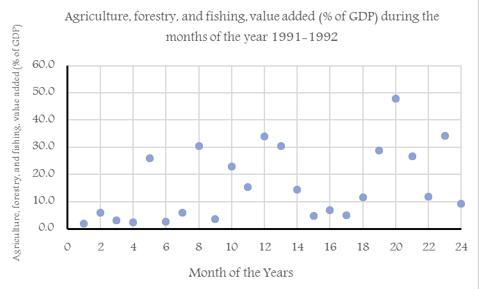 Agriculture, forestry, and fishing, value added (% of GDP) during the
months of the year 1991-1992
Agriculture, forestry, and fishing, value added (% of GDP)
60.0
50.0
40.0
30.0
20.0
10.0
0.0
0 2 4 6 8 10 12 14 16 18 20 22 24
Month of the Years